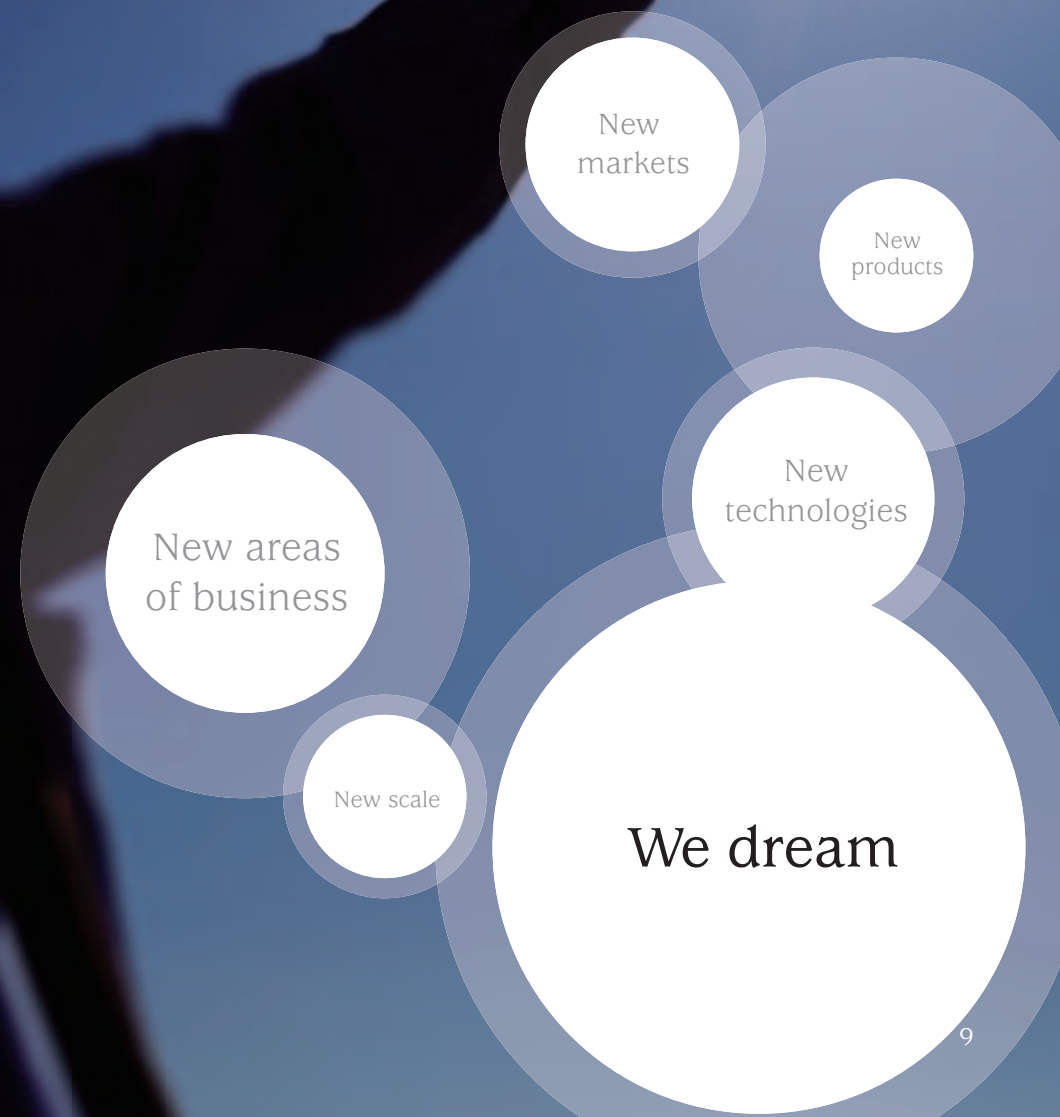 New
markets
New
products
New
technologies
New areas
of business
New scale
We dream
9